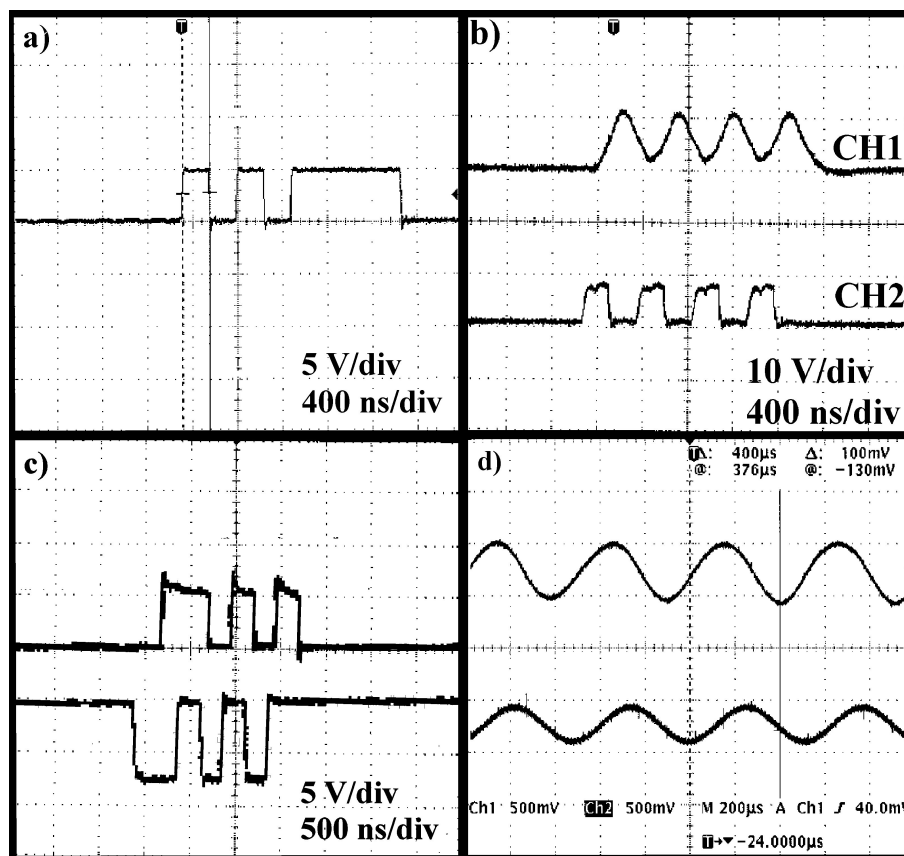 a)
T
5 V/div
400 ns/div
b)
T
CH1
CH2
10 V/div
400 ns/div
c)
5 V/div
500 ns/div
d)
Δ: 400µs Δ: 100mV
@: 376µs @: −130mV
Ch1 500mV Ch2 500mV M 200µs A Ch1 ƒ 40.0mV
T→▼ −24.0000µs